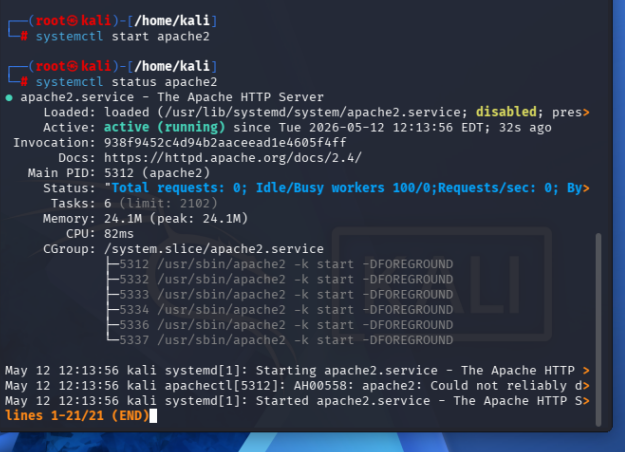 ┌──(root㉿kali)-[/home/kali]
└─# systemctl start apache2
┌──(root㉿kali)-[/home/kali]
└─# systemctl status apache2
● apache2.service - The Apache HTTP Server
Loaded: loaded (/usr/lib/systemd/system/apache2.service; disabled; pres>
Active: active (running) since Tue 2026-05-12 12:13:56 EDT; 32s ago
Invocation: 938f9452c4d94b2aaceead1e4605f4ff
Docs: https://httpd.apache.org/docs/2.4/
Main PID: 5312 (apache2)
Status: "Total requests: 0; Idle/Busy workers 100/0;Requests/sec: 0; By>
Tasks: 6 (limit: 2102)
Memory: 24.1M (peak: 24.1M)
CPU: 82ms
CGroup: /system.slice/apache2.service
├─5312 /usr/sbin/apache2 -k start -DFOREGROUND
├─5332 /usr/sbin/apache2 -k start -DFOREGROUND
├─5333 /usr/sbin/apache2 -k start -DFOREGROUND
├─5334 /usr/sbin/apache2 -k start -DFOREGROUND
├─5336 /usr/sbin/apache2 -k start -DFOREGROUND
└─5337 /usr/sbin/apache2 -k start -DFOREGROUND
May 12 12:13:56 kali systemd[1]: Starting apache2.service - The Apache HTTP >
May 12 12:13:56 kali apachectl[5312]: AH00558: apache2: Could not reliably d>
May 12 12:13:56 kali systemd[1]: Started apache2.service - The Apache HTTP S>
lines 1-21/21 (END)